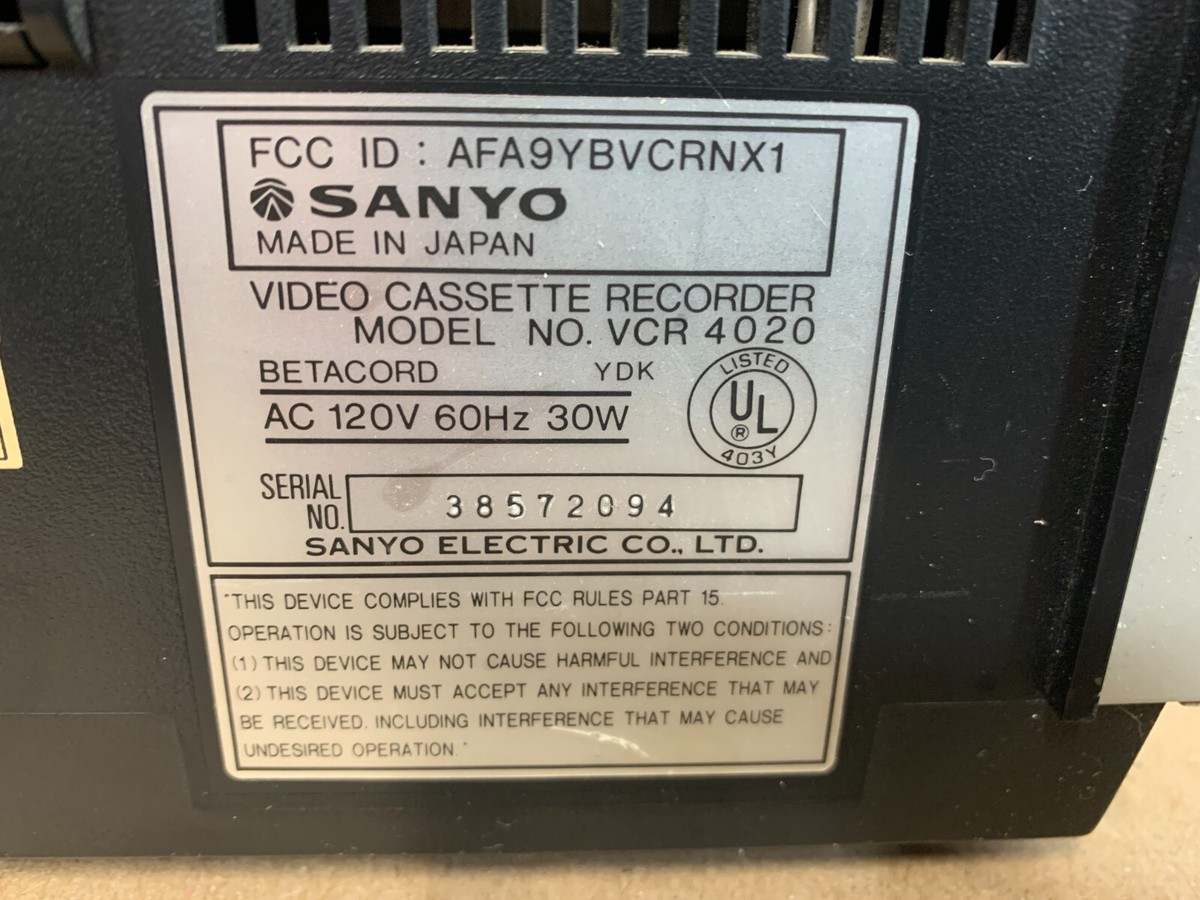 FCC ID : AFA9YBVCRNX1
SANYO
MADE IN JAPAN
VIDEO CASSETTE RECORDER
MODEL NO. VCR 4020
BETACORD YDK
AC 120V 60Hz 30W
LISTED
UL
®
403Y
SERIAL
NO.
38572094
SANYO ELECTRIC CO., LTD.
"THIS DEVICE COMPLIES WITH FCC RULES PART 15.
OPERATION IS SUBJECT TO THE FOLLOWING TWO CONDITIONS:
(1) THIS DEVICE MAY NOT CAUSE HARMFUL INTERFERENCE AND
(2) THIS DEVICE MUST ACCEPT ANY INTERFERENCE THAT MAY
BE RECEIVED. INCLUDING INTERFERENCE THAT MAY CAUSE
UNDESIRED OPERATION."